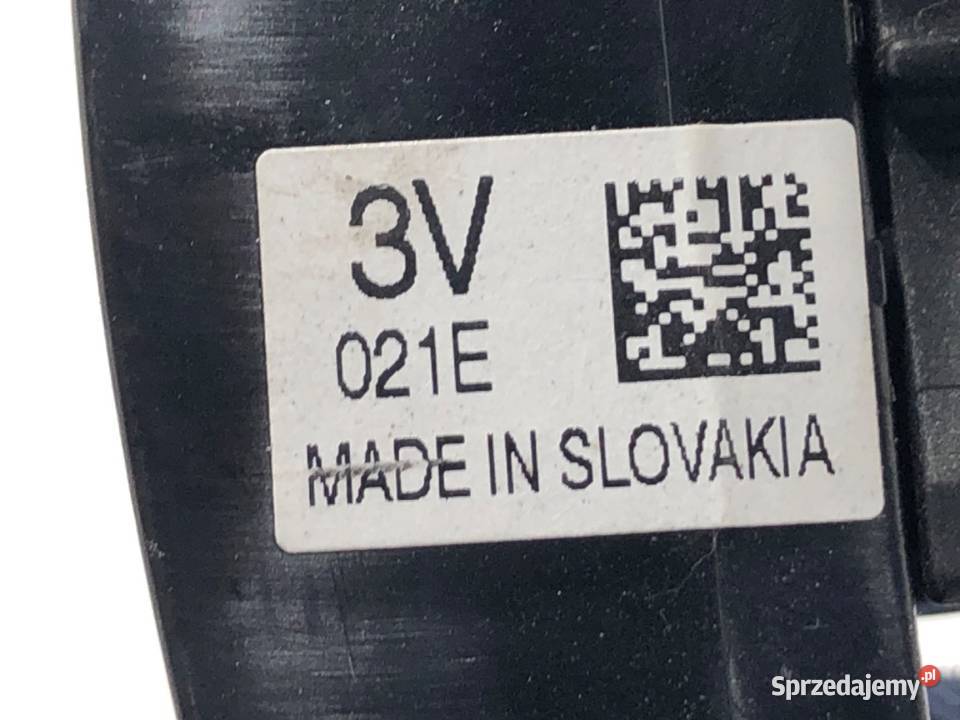 3V
021E
MADE IN SLOVAKIA
Sprzedajemy.pl